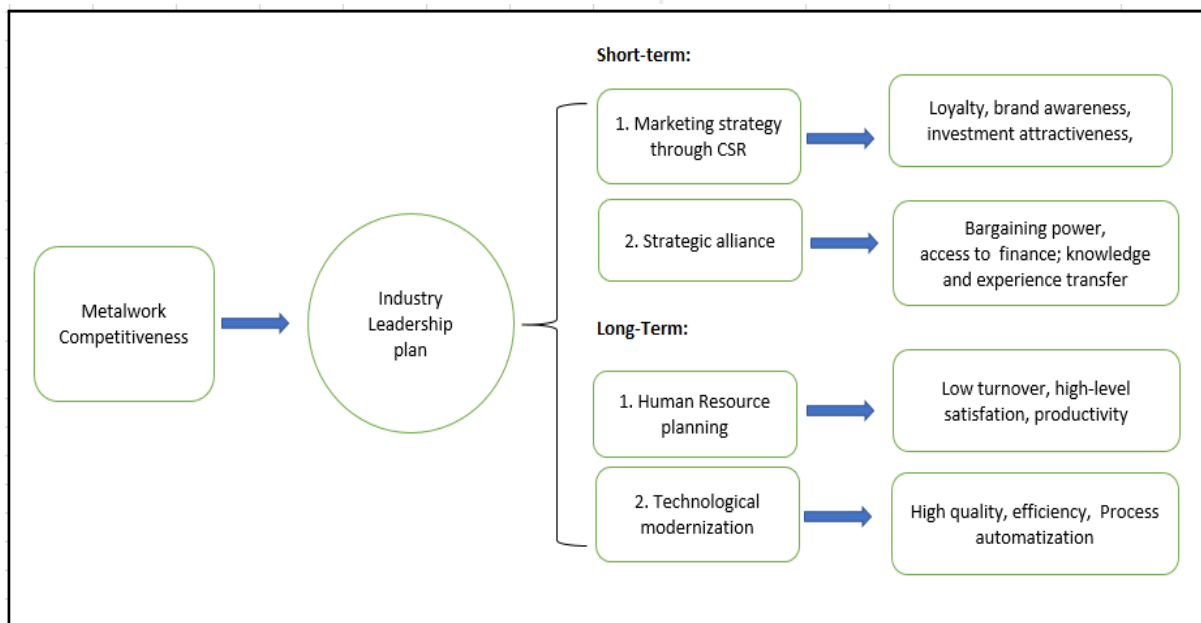 Metalwork
Competitiveness
Industry
Leadership
plan
Short-term:
1. Marketing strategy
through CSR
Loyalty, brand awareness,
investment attractiveness,
2. Strategic alliance
Bargaining power,
access to finance; knowledge
and experience transfer
Long-Term:
1. Human Resource
planning
Low turnover, high-level
satisfation, productivity
2. Technological
modernization
High quality, efficiency, Process
automatization